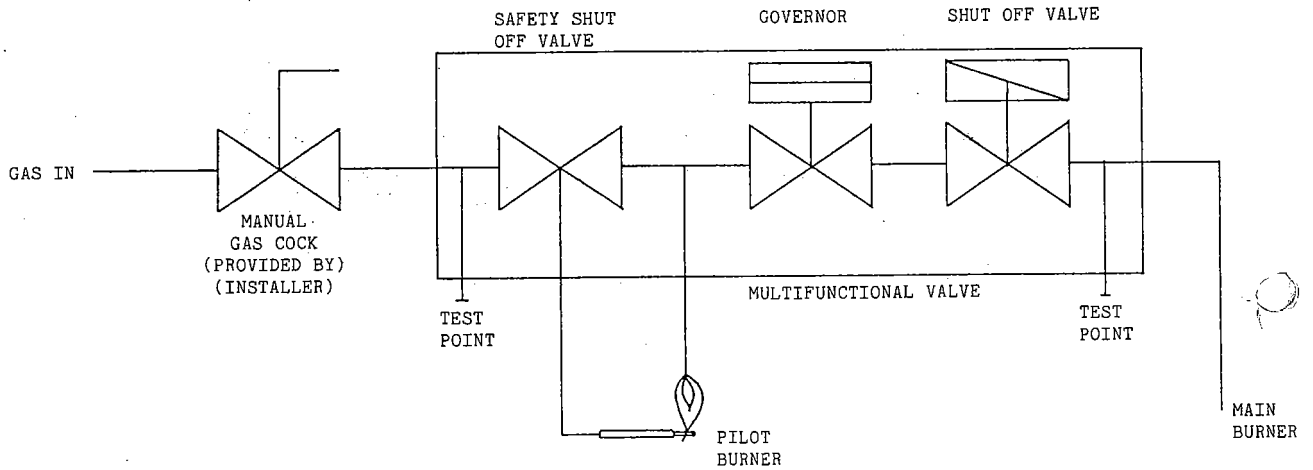 SAFETY SHUT
OFF VALVE
GOVERNOR
SHUT OFF VALVE
GAS IN
MANUAL
GAS COCK
(PROVIDED BY)
(INSTALLER)
TEST
POINT
MULTIFUNCTIONAL VALVE
TEST
POINT
PILOT
BURNER
MAIN
BURNER